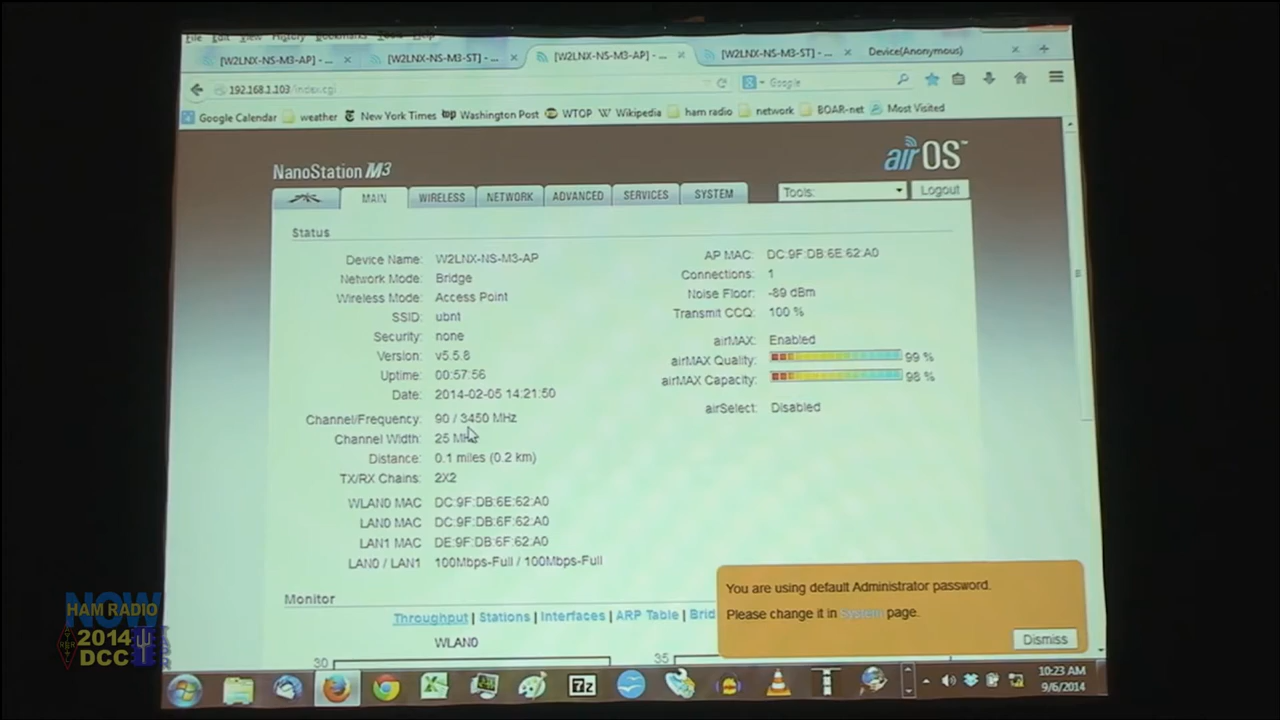 File Edit View History Bookmarks Tools Help
[W2LNX-NS-M3-AP] - ... × [W2LNX-NS-M3-ST] - ... × [W2LNX-NS-M3-AP] - ... × [W2LNX-NS-M3-ST] - ... × Device(Anonymous) × +
192.168.1.103/index.cgi Google
Google Calendar weather New York Times Washington Post WTOP Wikipedia ham radio network BOAR-net Most Visited
NanoStation M3 airOS™
MAIN WIRELESS NETWORK ADVANCED SERVICES SYSTEM Tools: Logout
Status
Device Name: W2LNX-NS-M3-AP
Network Mode: Bridge
Wireless Mode: Access Point
SSID: ubnt
Security: none
Version: v5.5.8
Uptime: 00:57:56
Date: 2014-02-05 14:21:50
Channel/Frequency: 90 / 3450 MHz
Channel Width: 25 MHz
Distance: 0.1 miles (0.2 km)
TX/RX Chains: 2X2
WLAN0 MAC DC:9F:DB:6E:62:A0
LAN0 MAC DC:9F:DB:6F:62:A0
LAN1 MAC DE:9F:DB:6F:62:A0
LAN0 / LAN1 100Mbps-Full / 100Mbps-Full
AP MAC: DC:9F:DB:6E:62:A0
Connections: 1
Noise Floor: -89 dBm
Transmit CCQ: 100 %
airMAX: Enabled
airMAX Quality: 99 %
airMAX Capacity: 98 %
airSelect: Disabled
Monitor
Throughput | Stations | Interfaces | ARP Table | Brid
WLAN0
30
35
You are using default Administrator password.
Please change it in System page.
Dismiss
10:23 AM
9/6/2014
NOW
HAM RADIO
2014
DCC